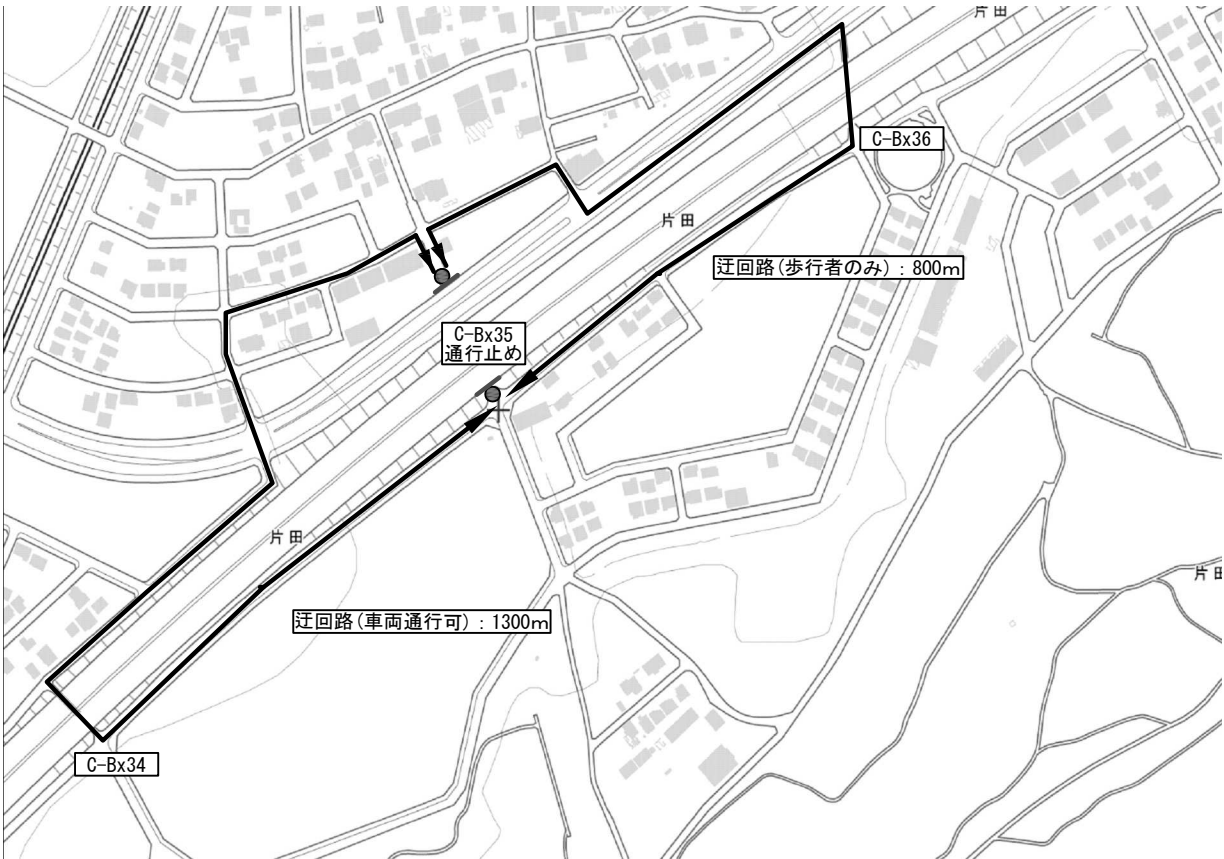 片田
C-Bx36
片田
迂回路(歩行者のみ):800m
C-Bx35
通行止め
片田
片田
迂回路(車両通行可):1300m
C-Bx34